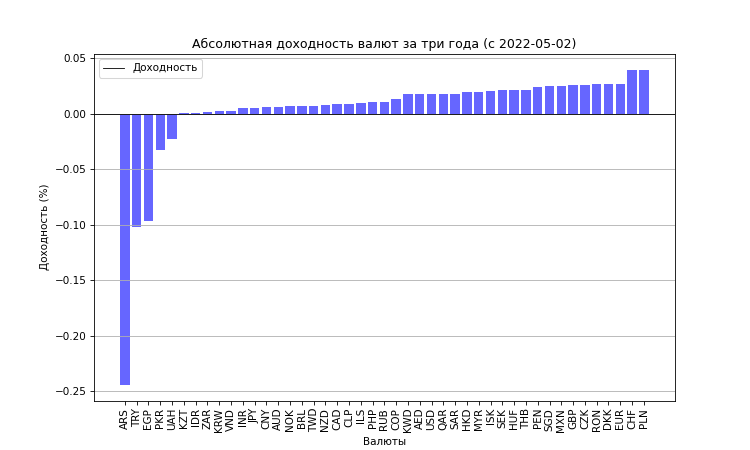 Абсолютная доходность валют за три года (с 2022-05-02)
Доходность
0.05
0.00
−0.05
−0.10
−0.15
−0.20
−0.25
Доходность (%)
ARS TRY EGP PKR UAH KZT IDR ZAR KRW VND INR JPY CNY AUD NOK BRL TWD NZD CAD CLP ILS PHP RUB COP KWD AED USD QAR SAR HKD MYR ISK SEK HUF THB PEN SGD MXN GBP CZK RON DKK EUR CHF PLN
Валюты